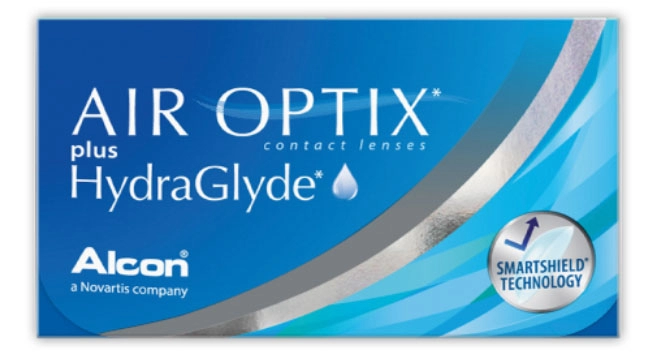 AIR OPTIX*
contact lenses
plus
HydraGlyde*
Alcon®
a Novartis company
SMARTSHIELD*
TECHNOLOGY